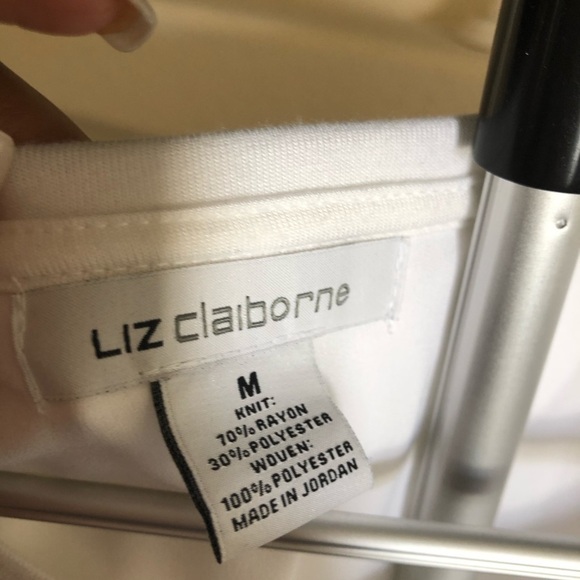 LIZ claiborne
M
KNIT:
70% RAYON
30% POLYESTER
WOVEN:
100% POLYESTER
MADE IN JORDAN